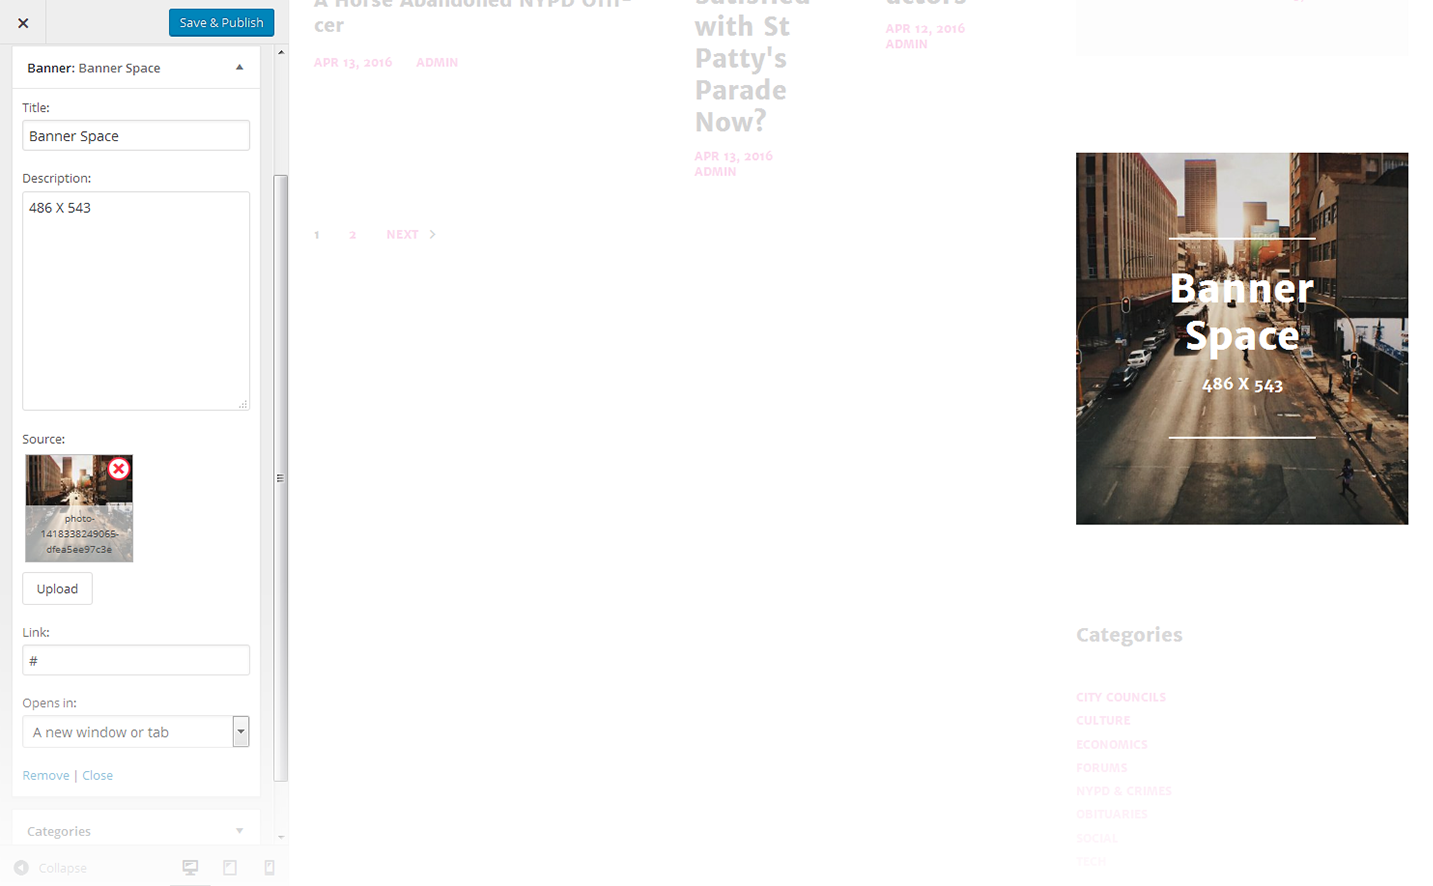 Save & Publish
Banner: Banner Space
Title:
Banner Space
Description:
486 X 543
Source:
photo-
1418338249065-
dfea5ee97c3e
Upload
Link:
#
Opens in:
A new window or tab
Remove | Close
Categories
Collapse
A Horse Abandoned NYPD Offi-
cer
APR 13, 2016 ADMIN
1 2 NEXT
Satisfied
with St
Patty's
Parade
Now?
APR 13, 2016
ADMIN
APR 12, 2016
ADMIN
Banner
Space
486 X 543
Categories
CITY COUNCILS
CULTURE
ECONOMICS
FORUMS
NYPD & CRIMES
OBITUARIES
SOCIAL
TECH